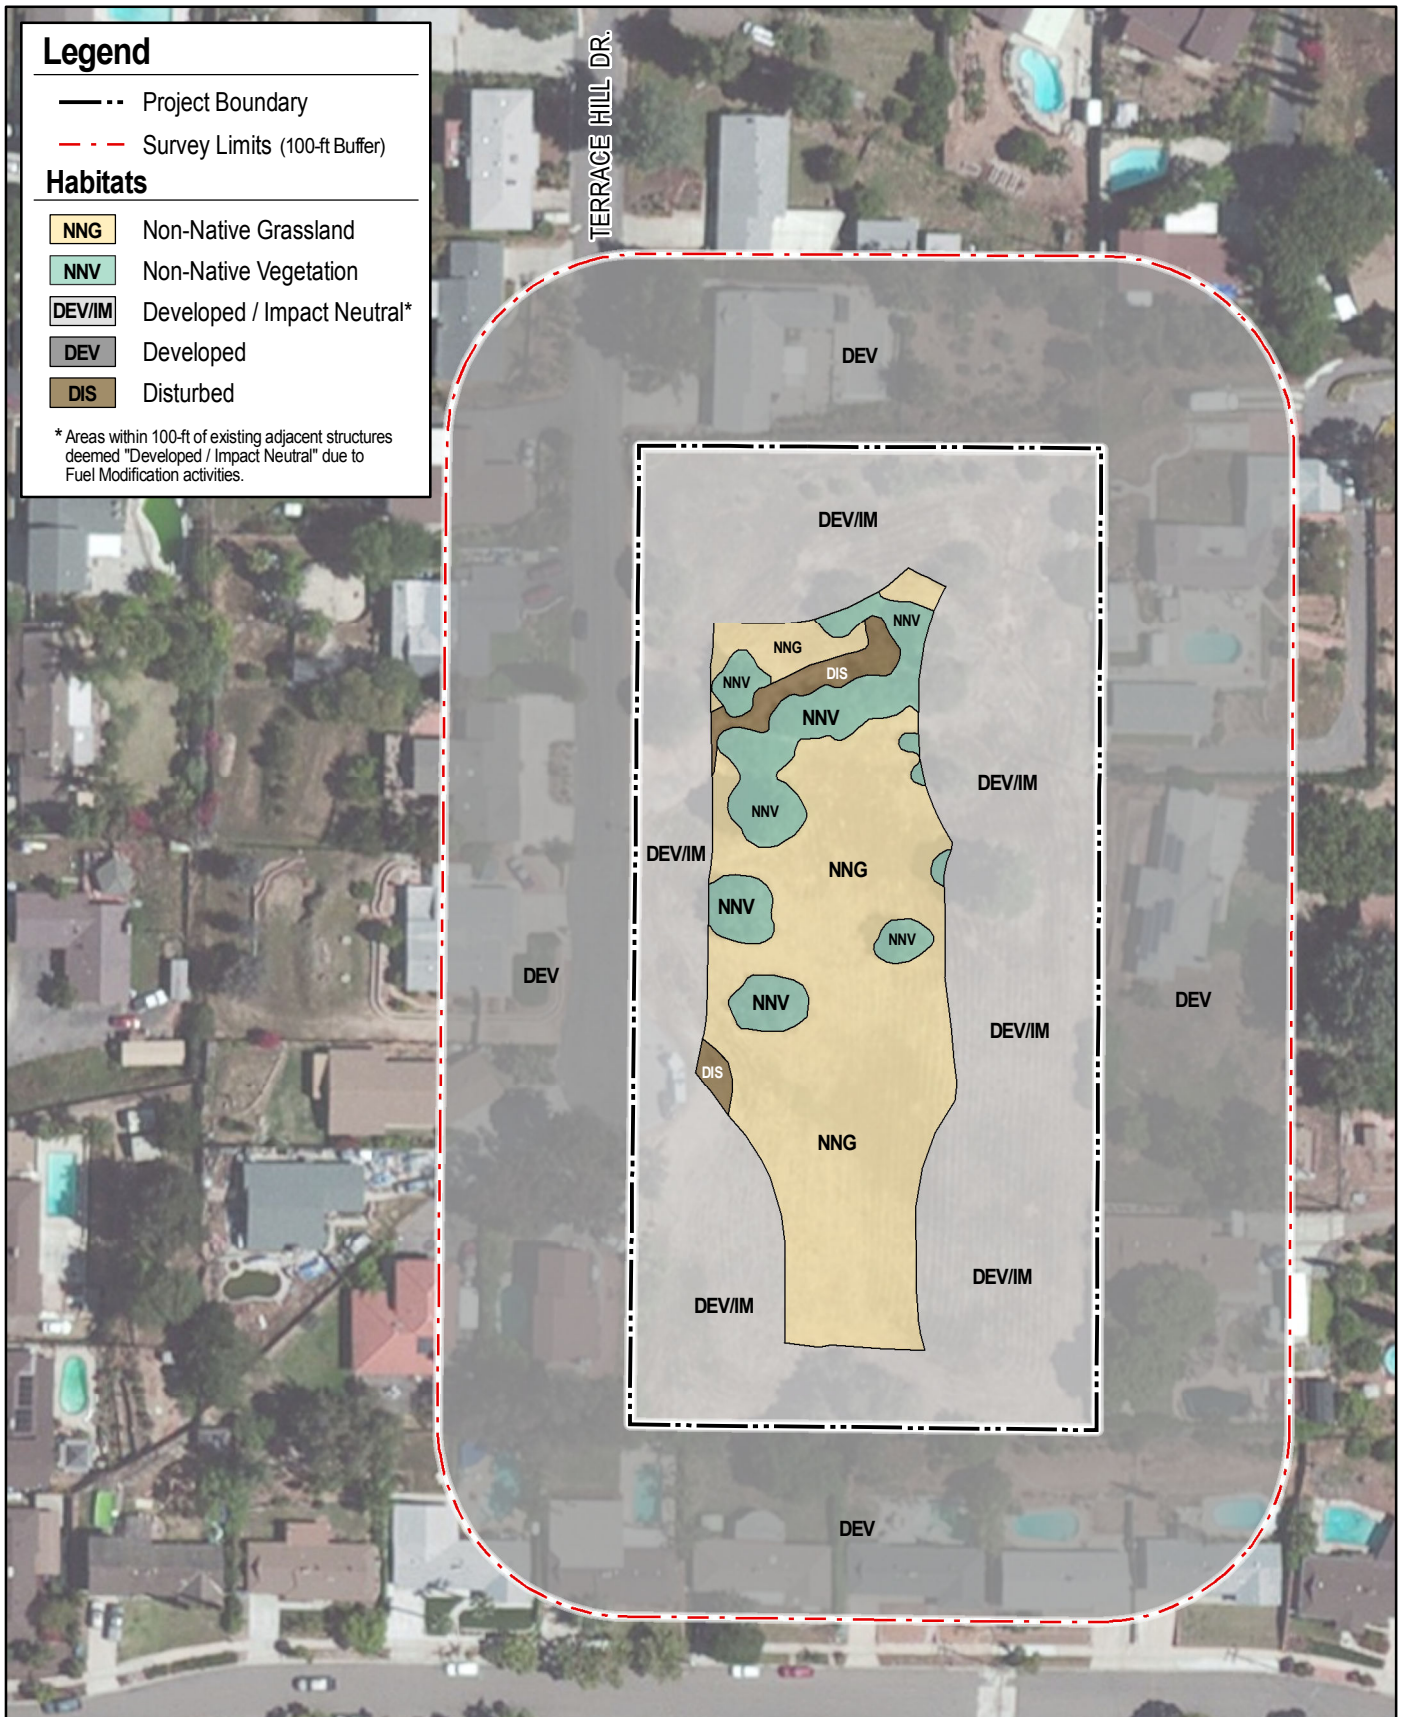 Legend
Project Boundary
Survey Limits (100-ft Buffer)
Habitats
NNG Non-Native Grassland
NNV Non-Native Vegetation
DEV/IM Developed / Impact Neutral*
DEV Developed
DIS Disturbed
* Areas within 100-ft of existing adjacent structures
deemed "Developed / Impact Neutral" due to
Fuel Modification activities.
TERRACE HILL DR.
DEV
DEV/IM
NNV
NNG
DIS
NNV
NNV
DEV/IM
NNV
DEV/IM
NNG
NNV
NNV
DEV
DEV
NNV
DEV/IM
DIS
NNG
DEV/IM
DEV/IM
DEV